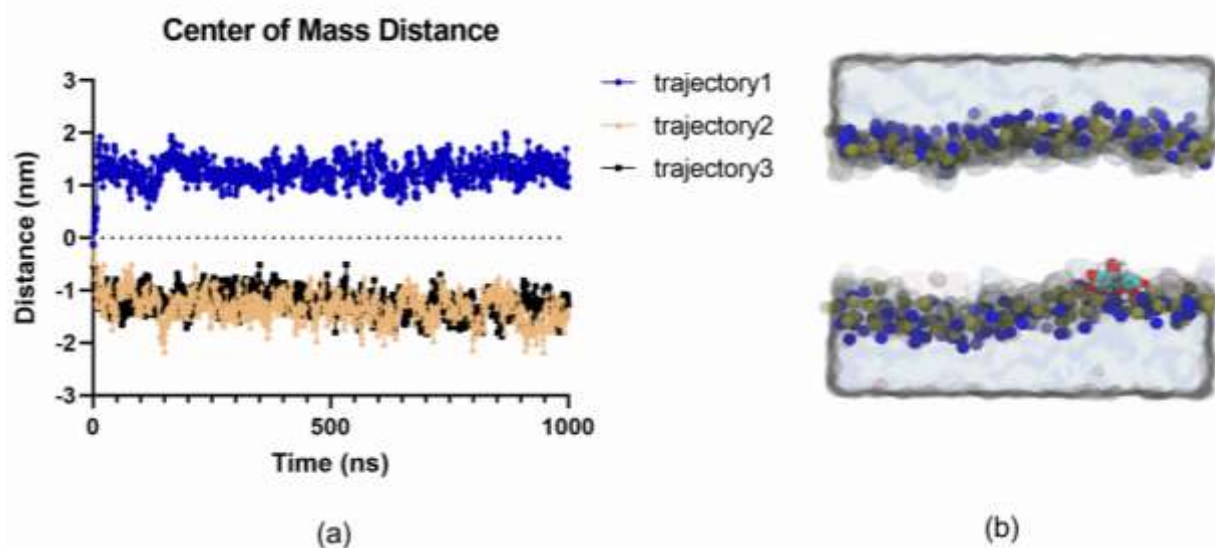 Center of Mass Distance
3
2
1
0
-1
-2
-3
Distance (nm)
0
500
1000
Time (ns)
trajectory1
trajectory2
trajectory3
(a)
(b)